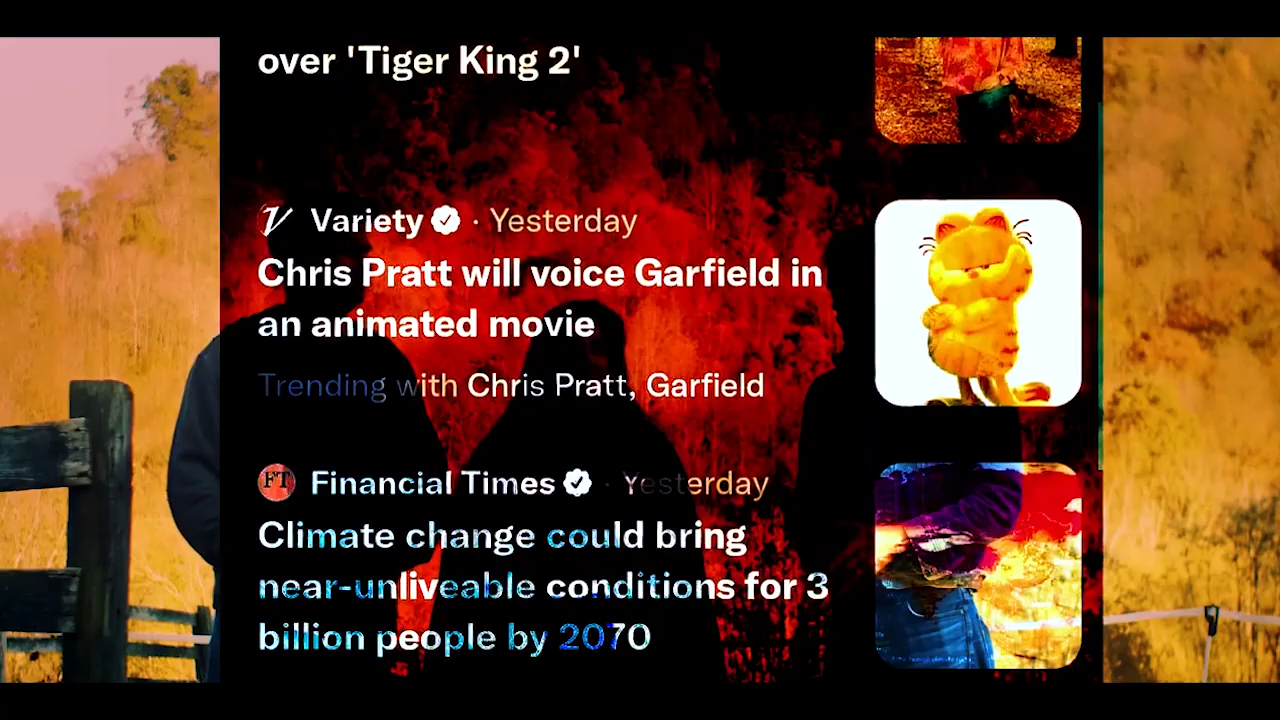 over 'Tiger King 2'
Variety · Yesterday
Chris Pratt will voice Garfield in
an animated movie
Trending with Chris Pratt, Garfield
FT Financial Times · Yesterday
Climate change could bring
near-unliveable conditions for 3
billion people by 2070